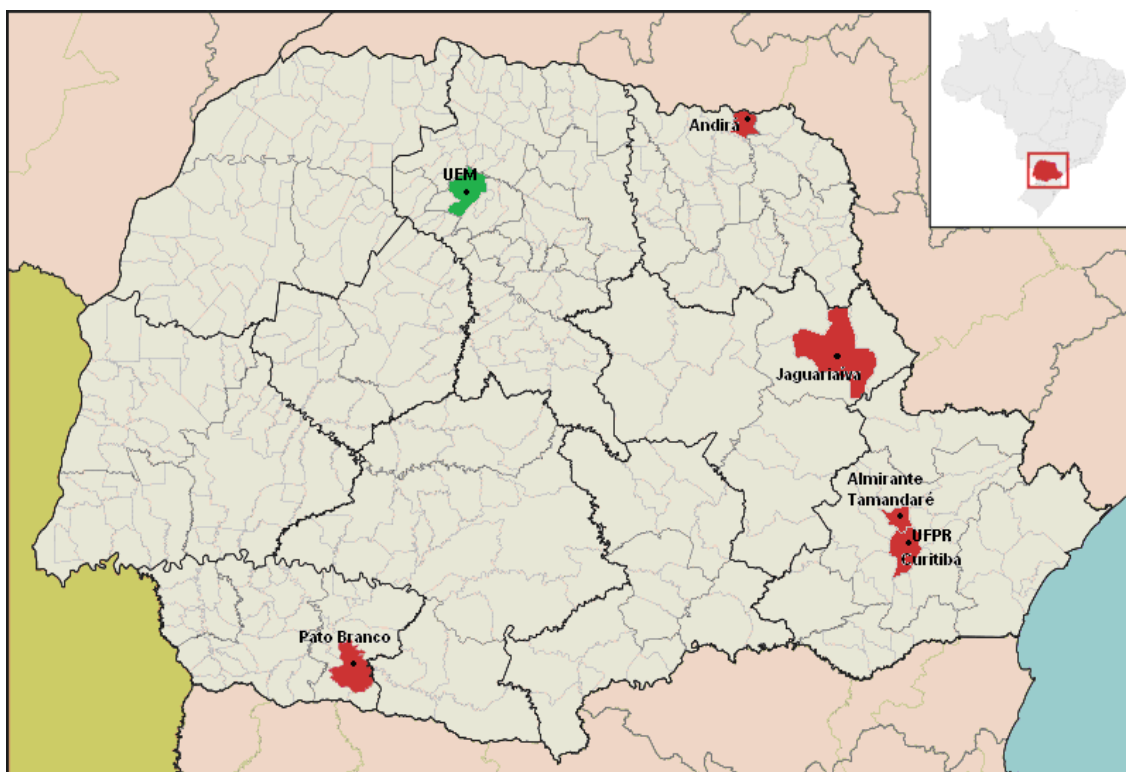 Andirá
UEM
Jaguariaíva
Almirante
Tamandaré
UFPR
Curitiba
Pato Branco